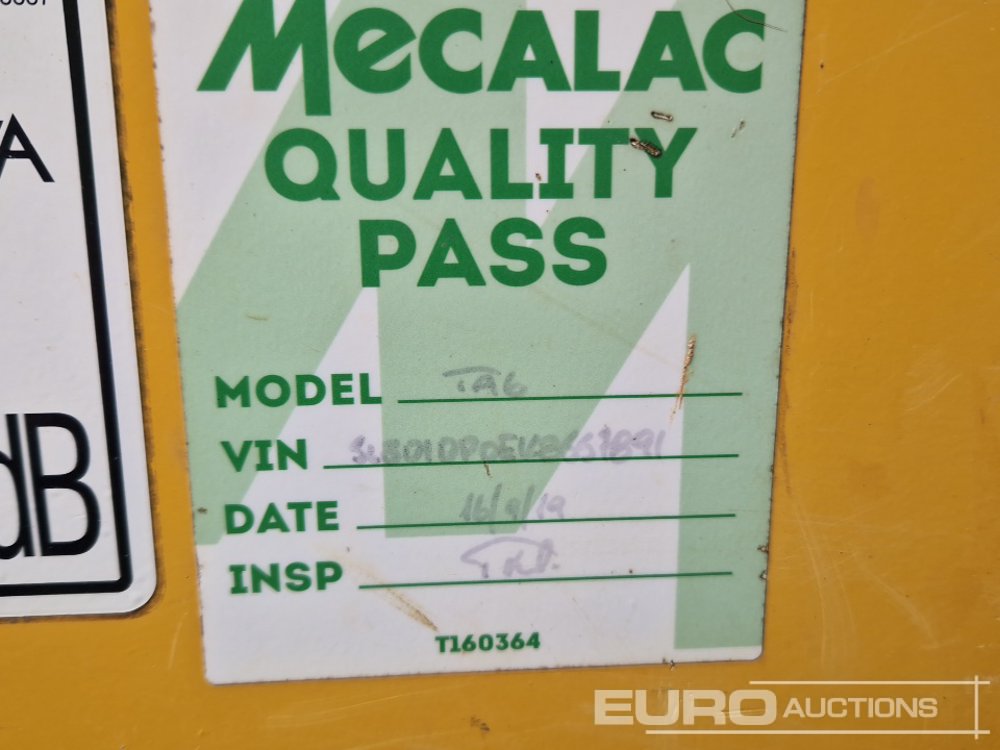 MECALAC
QUALITY
PASS
MODEL TA6
VIN
DATE 16/9/19
INSP
T160364
dB
EURO AUCTIONS